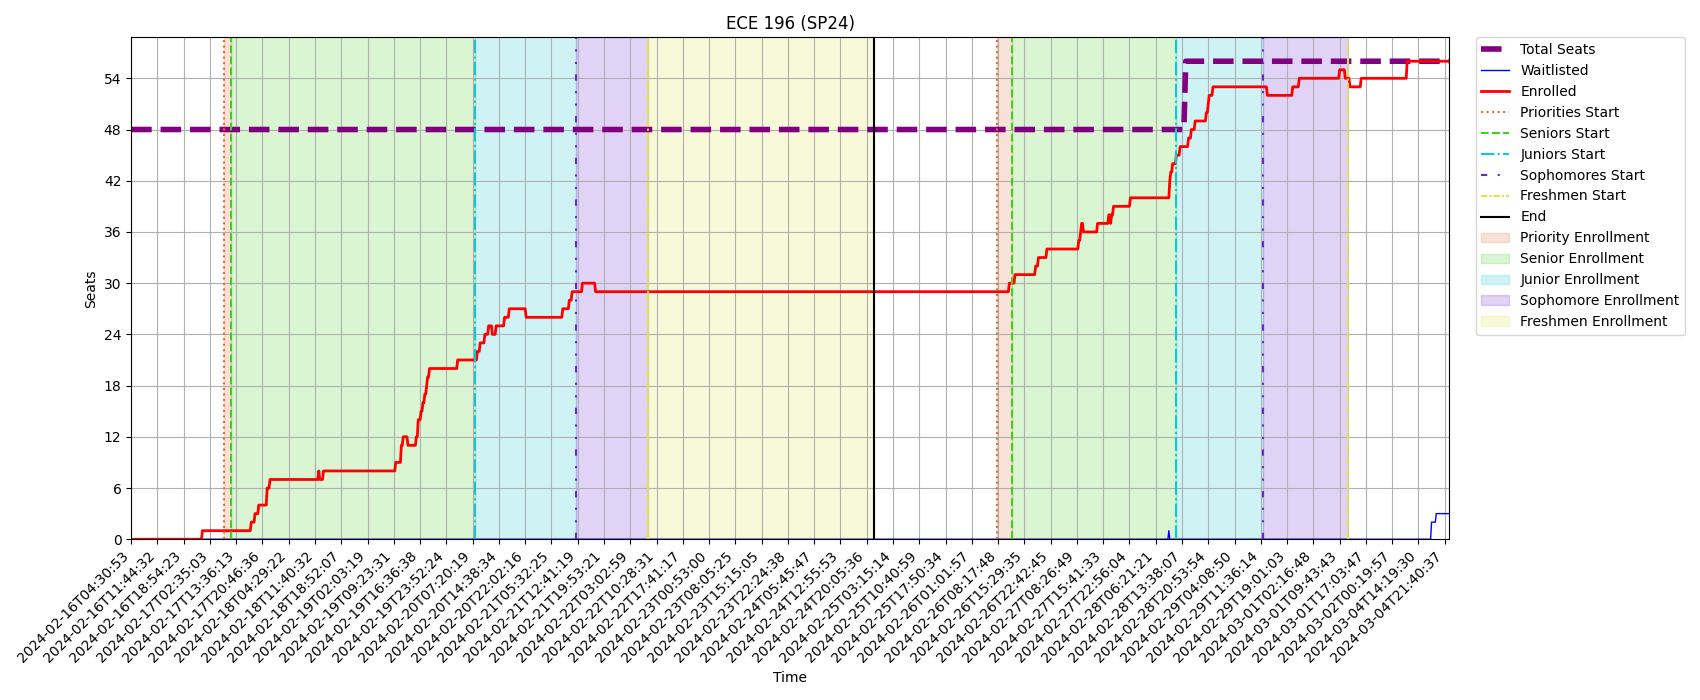 ECE 196 (SP24)
Seats
54
48
42
36
30
24
18
12
6
0
2024-02-16T04:30:53
2024-02-16T11:44:32
2024-02-16T18:54:23
2024-02-17T02:35:03
2024-02-17T13:36:13
2024-02-17T20:46:36
2024-02-18T04:29:22
2024-02-18T11:40:32
2024-02-18T18:52:07
2024-02-19T02:03:19
2024-02-19T09:23:31
2024-02-19T16:36:38
2024-02-19T23:52:24
2024-02-20T07:20:19
2024-02-20T14:38:34
2024-02-20T22:02:16
2024-02-21T05:32:25
2024-02-21T12:41:19
2024-02-21T19:53:21
2024-02-22T03:02:59
2024-02-22T10:28:31
2024-02-22T17:41:17
2024-02-23T00:53:00
2024-02-23T08:05:25
2024-02-23T15:15:05
2024-02-23T22:24:38
2024-02-24T05:45:47
2024-02-24T12:55:53
2024-02-24T20:05:36
2024-02-25T03:15:14
2024-02-25T10:40:59
2024-02-25T17:50:34
2024-02-26T01:01:57
2024-02-26T08:17:48
2024-02-26T15:29:35
2024-02-26T22:42:45
2024-02-27T08:26:49
2024-02-27T15:41:33
2024-02-27T22:56:04
2024-02-28T06:21:21
2024-02-28T13:38:07
2024-02-28T20:53:54
2024-02-29T04:08:50
2024-02-29T11:36:14
2024-02-29T19:01:03
2024-03-01T02:16:48
2024-03-01T09:43:43
2024-03-01T17:03:47
2024-03-02T00:19:57
2024-03-04T14:19:30
2024-03-04T21:40:37
Time
Total Seats
Waitlisted
Enrolled
Priorities Start
Seniors Start
Juniors Start
Sophomores Start
Freshmen Start
End
Priority Enrollment
Senior Enrollment
Junior Enrollment
Sophomore Enrollment
Freshmen Enrollment